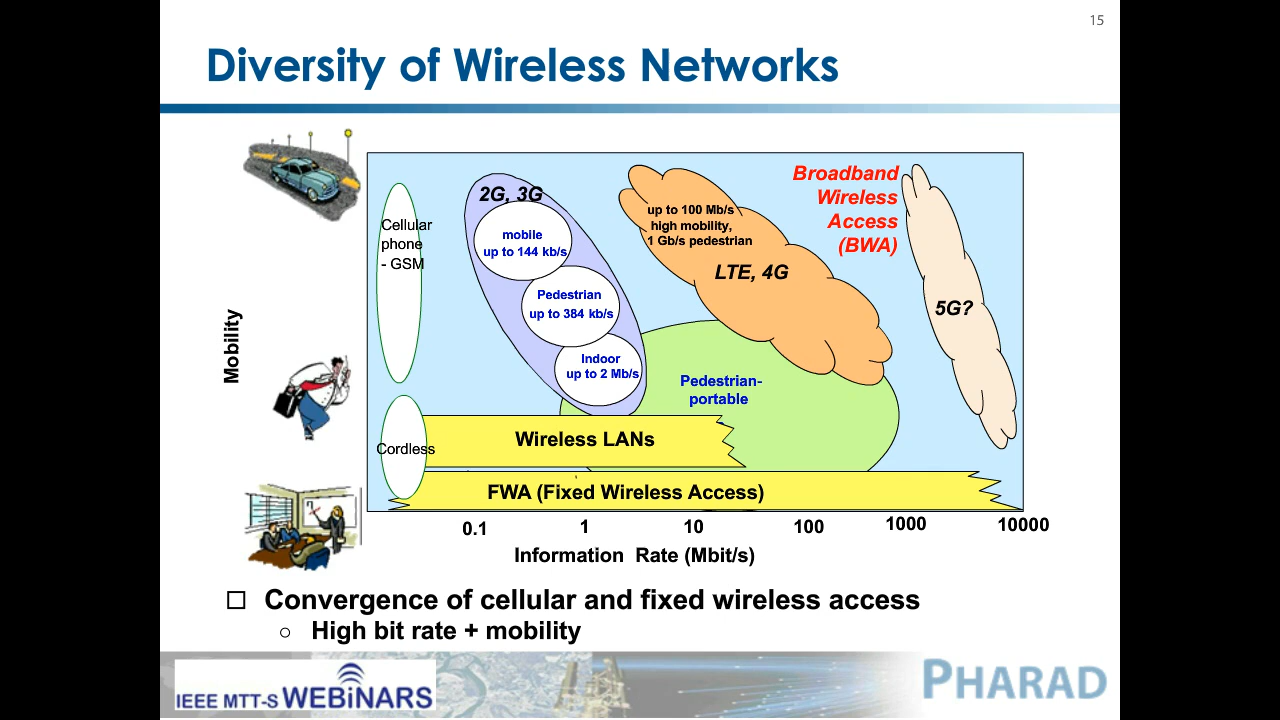 15
Diversity of Wireless Networks
Mobility
Cellular
phone
- GSM
Cordless
2G, 3G
mobile
up to 144 kb/s
Pedestrian
up to 384 kb/s
Indoor
up to 2 Mb/s
up to 100 Mb/s
high mobility,
1 Gb/s pedestrian
LTE, 4G
Broadband
Wireless
Access
(BWA)
5G?
Pedestrian-
portable
Wireless LANs
FWA (Fixed Wireless Access)
0.1 1 10 100 1000 10000
Information Rate (Mbit/s)
Convergence of cellular and fixed wireless access
High bit rate + mobility
IEEE MTT-S WEBiNARS
PHARAD